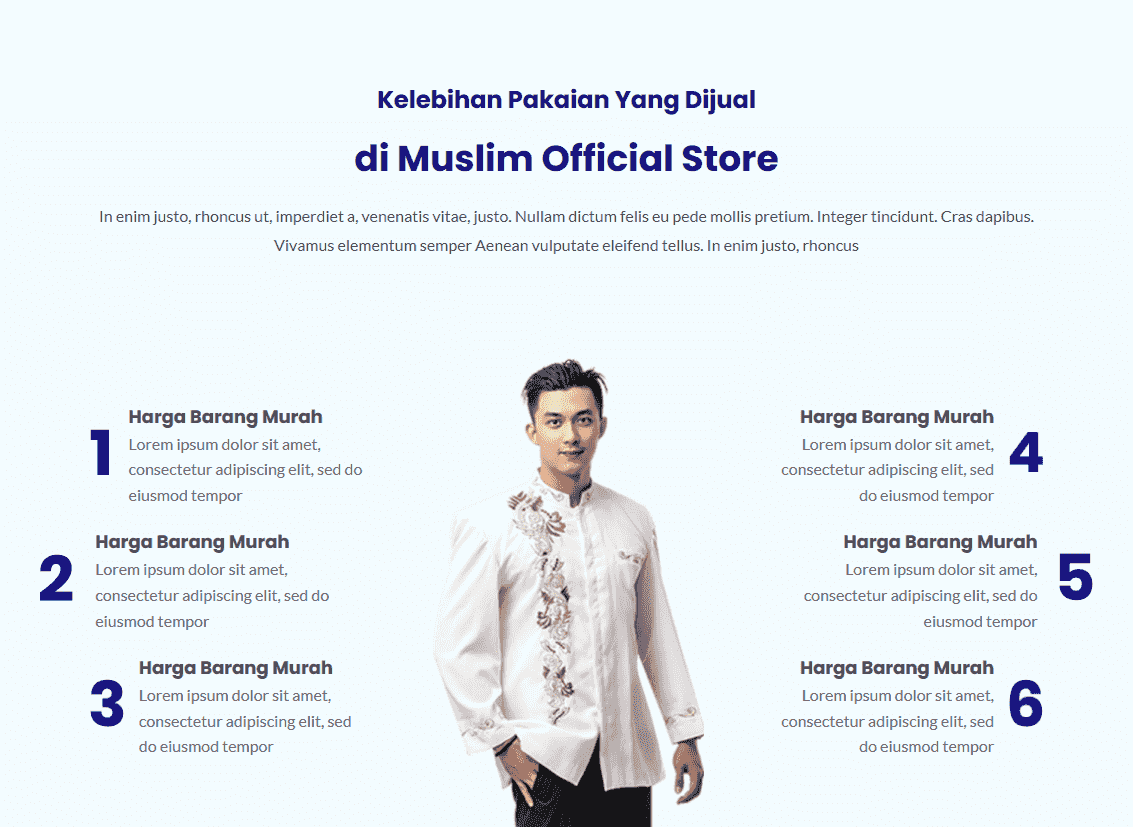 Kelebihan Pakaian Yang Dijual
di Muslim Official Store
In enim justo, rhoncus ut, imperdiet a, venenatis vitae, justo. Nullam dictum felis eu pede mollis pretium. Integer tincidunt. Cras dapibus.
Vivamus elementum semper Aenean vulputate eleifend tellus. In enim justo, rhoncus
1
Harga Barang Murah
Lorem ipsum dolor sit amet,
consectetur adipiscing elit, sed do
eiusmod tempor
2
Harga Barang Murah
Lorem ipsum dolor sit amet,
consectetur adipiscing elit, sed do
eiusmod tempor
3
Harga Barang Murah
Lorem ipsum dolor sit amet,
consectetur adipiscing elit, sed
do eiusmod tempor
Harga Barang Murah
Lorem ipsum dolor sit amet,
consectetur adipiscing elit, sed
do eiusmod tempor
4
Harga Barang Murah
Lorem ipsum dolor sit amet,
consectetur adipiscing elit, sed do
eiusmod tempor
5
Harga Barang Murah
Lorem ipsum dolor sit amet,
consectetur adipiscing elit, sed
do eiusmod tempor
6